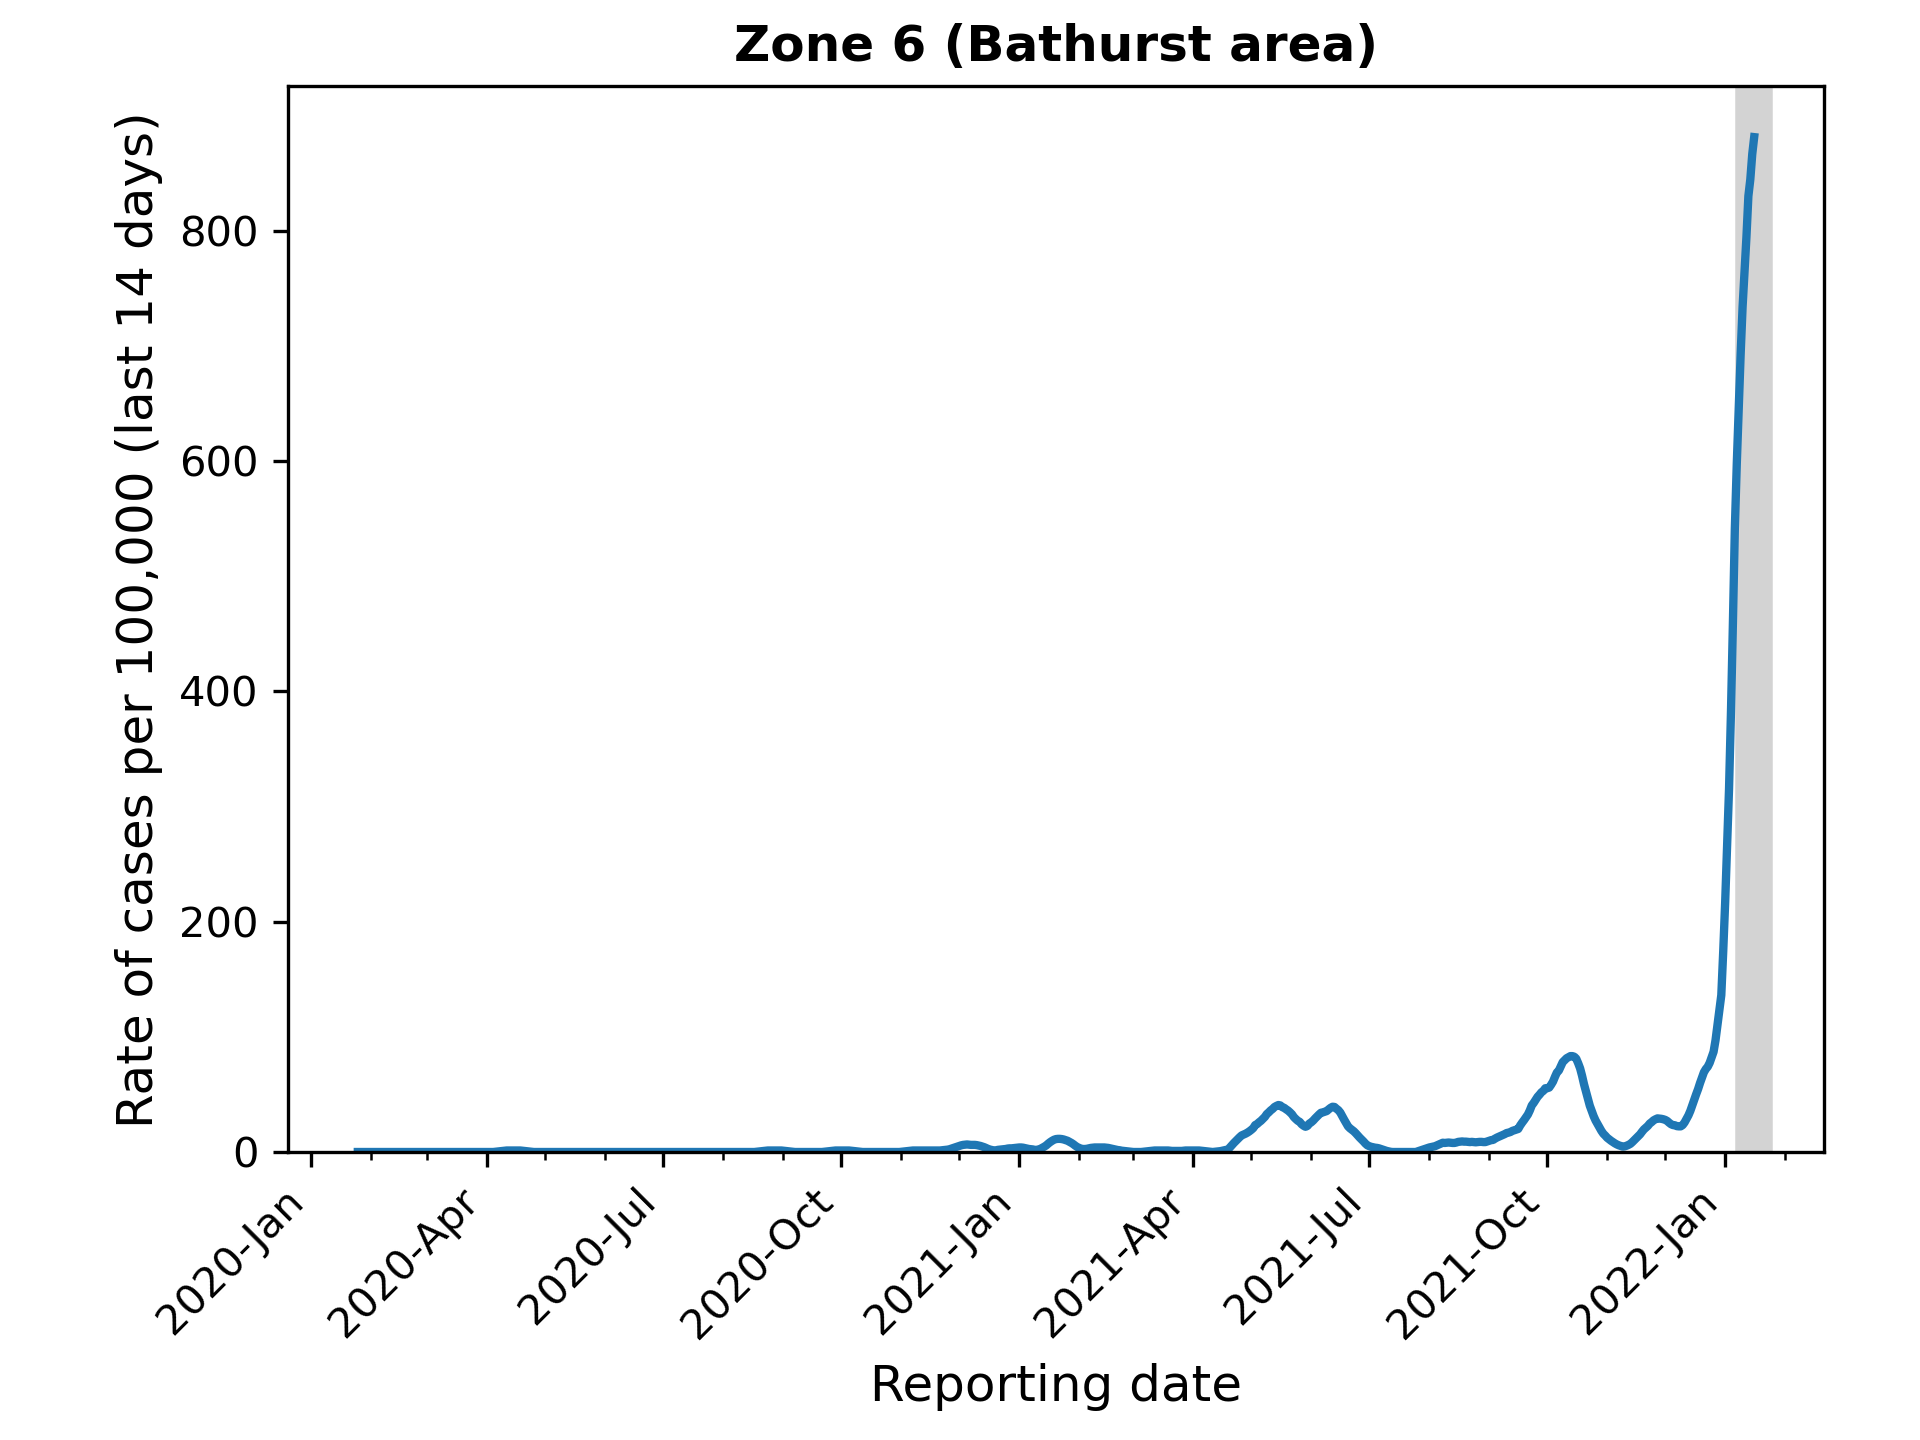 Zone 6 (Bathurst area)
Rate of cases per 100,000 (last 14 days)
800
600
400
200
0
2020-Jan
2020-Apr
2020-Jul
2020-Oct
2021-Jan
2021-Apr
2021-Jul
2021-Oct
2022-Jan
Reporting date